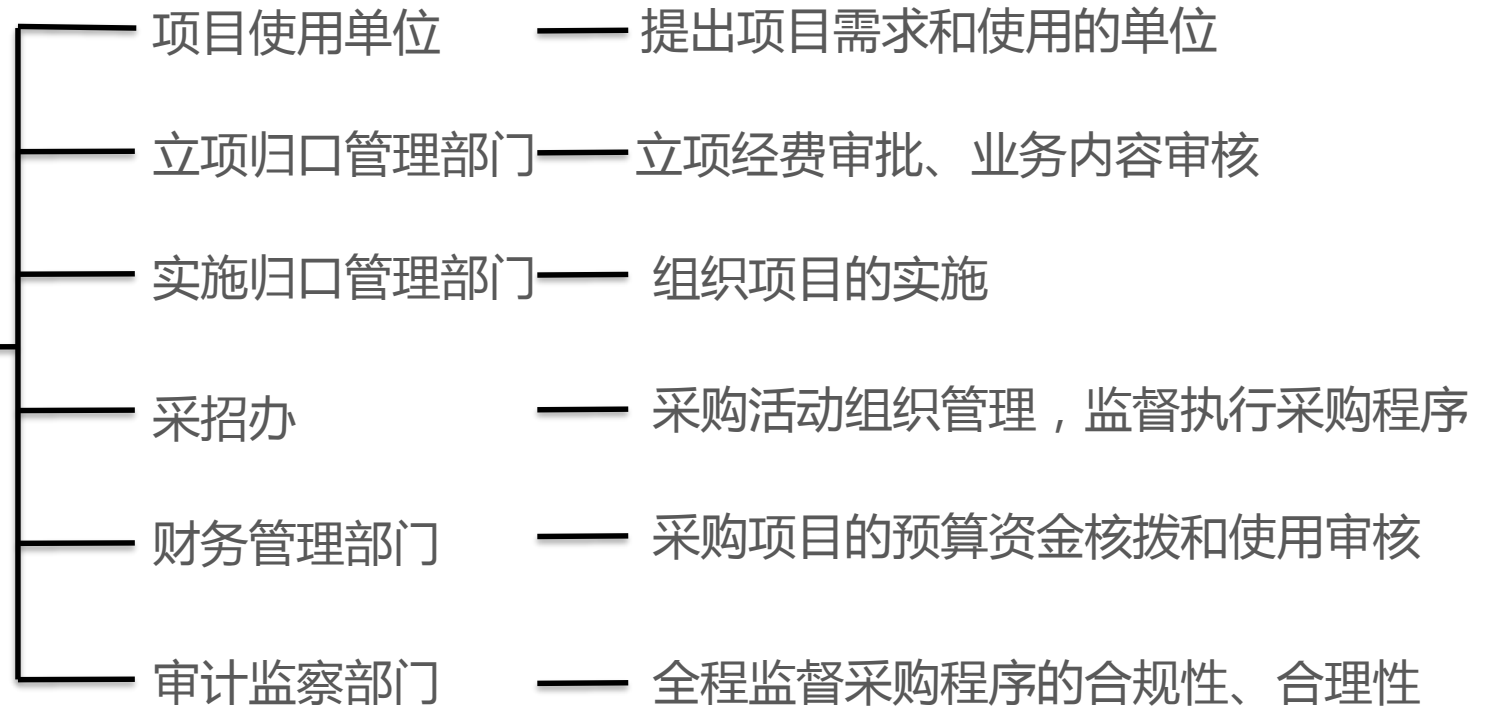 项目使用单位 提出项目需求和使用的单位
立项归口管理部门 立项经费审批、业务内容审核
实施归口管理部门 组织项目的实施
采招办 采购活动组织管理，监督执行采购程序
财务管理部门 采购项目的预算资金核拨和使用审核
审计监察部门 全程监督采购程序的合规性、合理性